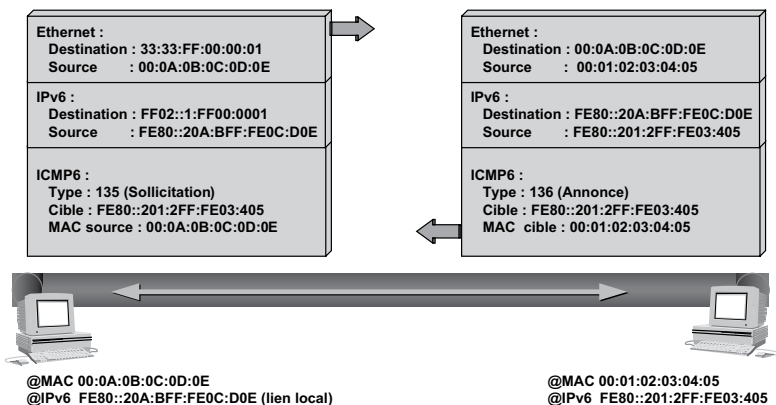 Ethernet :
Destination : 33:33:FF:00:00:01
Source : 00:0A:0B:0C:0D:0E
IPv6 :
Destination : FF02::1:FF00:0001
Source : FE80::20A:BFF:FE0C:D0E
ICMP6 :
Type : 135 (Sollicitation)
Cible : FE80::201:2FF:FE03:405
MAC source : 00:0A:0B:0C:0D:0E
Ethernet :
Destination : 00:0A:0B:0C:0D:0E
Source : 00:01:02:03:04:05
IPv6 :
Destination : FE80::20A:BFF:FE0C:D0E
Source : FE80::201:2FF:FE03:405
ICMP6 :
Type : 136 (Annonce)
Cible : FE80::201:2FF:FE03:405
MAC cible : 00:01:02:03:04:05
@MAC 00:0A:0B:0C:0D:0E
@IPv6 FE80::20A:BFF:FE0C:D0E (lien local)
@MAC 00:01:02:03:04:05
@IPv6 FE80::201:2FF:FE03:405